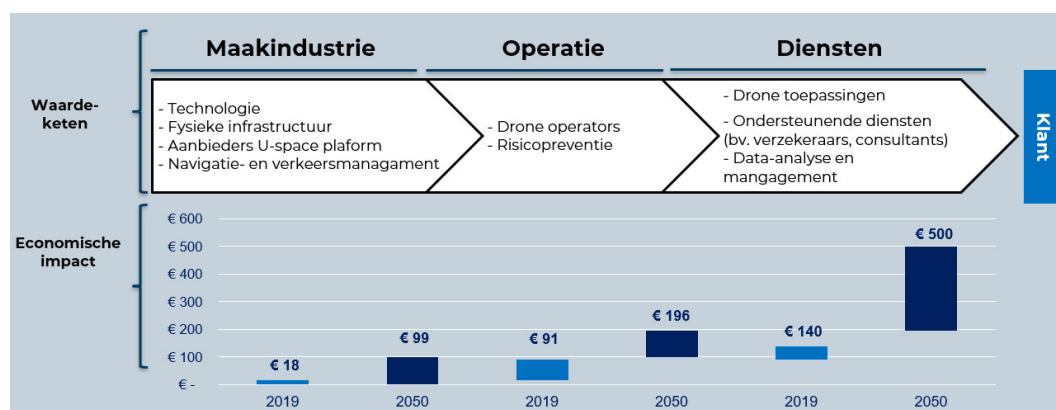 Maakindustrie
Operatie
Diensten
Waarde-
keten
- Technologie
- Fysieke infrastructuur
- Aanbieders U-space plaform
- Navigatie- en verkeersmanagament
- Drone operators
- Risicopreventie
- Drone toepassingen
- Ondersteunende diensten
(bv. verzekeraars, consultants)
- Data-analyse en
mangagement
Klant
Economische
impact
€ 600
€ 500
€ 400
€ 300
€ 200
€ 100
€ -
€ 18
€ 99
€ 91
€ 196
€ 140
€ 500
2019
2050
2019
2050
2019
2050